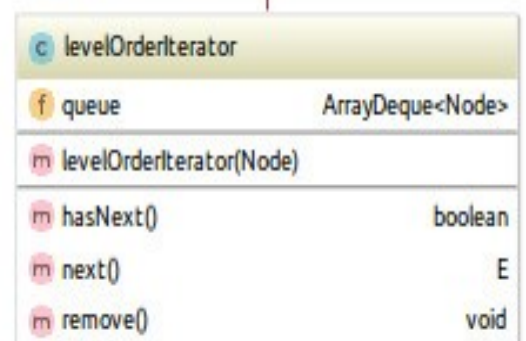 c levelOrderIterator
f queue ArrayDeque<Node>
m levelOrderIterator(Node)
m hasNext() boolean
m next() E
m remove() void